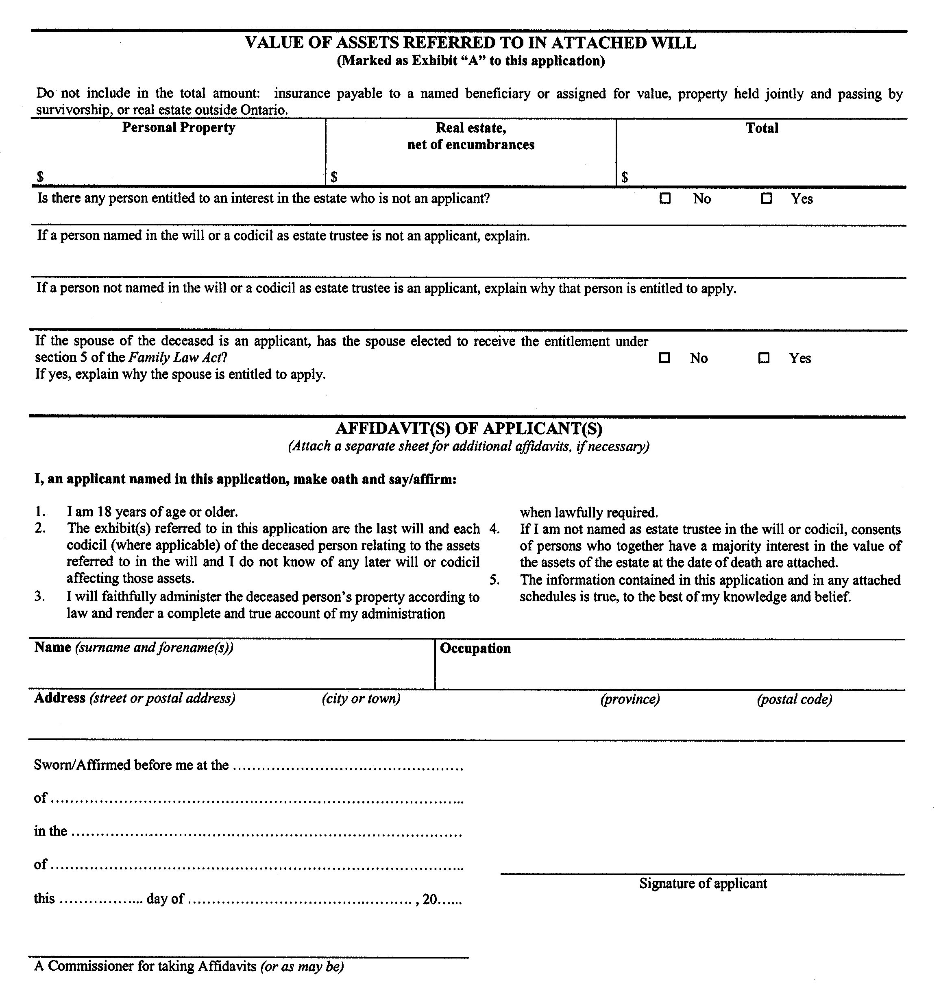 VALUE OF ASSETS REFERRED TO IN ATTACHED WILL
(Marked as Exhibit “A” to this application)
Do not include in the total amount: insurance payable to a named beneficiary or assigned for value, property held jointly and passing by
survivorship, or real estate outside Ontario.
Personal Property
$
Real estate,
net of encumbrances
$
Total
$
Is there any person entitled to an interest in the estate who is not an applicant? ☐ No ☐ Yes
If a person named in the will or a codicil as estate trustee is not an applicant, explain.
If a person not named in the will or a codicil as estate trustee is an applicant, explain why that person is entitled to apply.
If the spouse of the deceased is an applicant, has the spouse elected to receive the entitlement under
section 5 of the Family Law Act? ☐ No ☐ Yes
If yes, explain why the spouse is entitled to apply.
AFFIDAVIT(S) OF APPLICANT(S)
(Attach a separate sheet for additional affidavits, if necessary)
I, an applicant named in this application, make oath and say/affirm:
1. I am 18 years of age or older.
2. The exhibit(s) referred to in this application are the last will and each
codicil (where applicable) of the deceased person relating to the assets
referred to in the will and I do not know of any later will or codicil
affecting those assets.
3. I will faithfully administer the deceased person’s property according to
law and render a complete and true account of my administration
when lawfully required.
4. If I am not named as estate trustee in the will or codicil, consents
of persons who together have a majority interest in the value of
the assets of the estate at the date of death are attached.
5. The information contained in this application and in any attached
schedules is true, to the best of my knowledge and belief.
Name (surname and forename(s))
Occupation
Address (street or postal address) (city or town) (province) (postal code)
Sworn/Affirmed before me at the ................................................
of ................................................................................
in the ............................................................................
of ................................................................................
this ................. day of .............................................. , 20......
Signature of applicant
A Commissioner for taking Affidavits (or as may be)